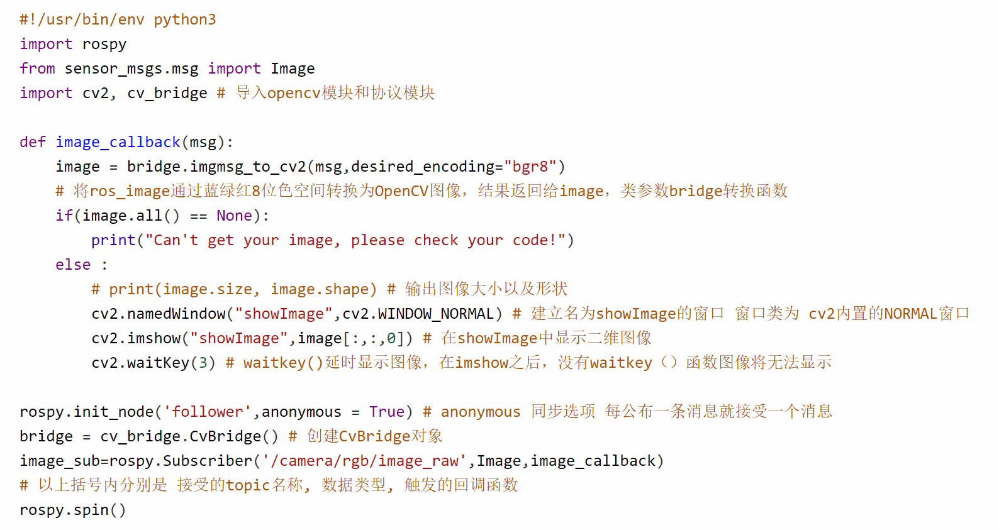 #!/usr/bin/env python3
import rospy
from sensor_msgs.msg import Image
import cv2, cv_bridge # 导入opencv模块和协议模块

def image_callback(msg):
    image = bridge.imgmsg_to_cv2(msg,desired_encoding="bgr8")
    # 将ros_image通过蓝绿红8位色空间转换为OpenCV图像，结果返回给image，类参数bridge转换函数
    if(image.all() == None):
        print("Can't get your image, please check your code!")
    else :
        # print(image.size, image.shape) # 输出图像大小以及形状
        cv2.namedWindow("showImage",cv2.WINDOW_NORMAL) # 建立名为showImage的窗口 窗口类为 cv2内置的NORMAL窗口
        cv2.imshow("showImage",image[:,:,0]) # 在showImage中显示二维图像
        cv2.waitKey(3) # waitkey()延时显示图像，在imshow之后，没有waitkey（）函数图像将无法显示

rospy.init_node('follower',anonymous = True) # anonymous 同步选项 每公布一条消息就接受一个消息
bridge = cv_bridge.CvBridge() # 创建CvBridge对象
image_sub=rospy.Subscriber('/camera/rgb/image_raw',Image,image_callback)
# 以上括号内分别是 接受的topic名称, 数据类型, 触发的回调函数
rospy.spin()